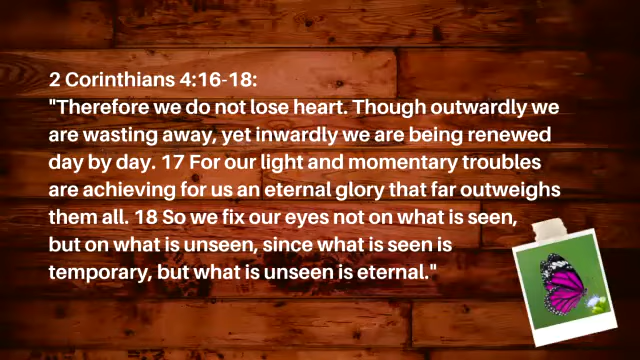 2 Corinthians 4:16-18:
"Therefore we do not lose heart. Though outwardly we
are wasting away, yet inwardly we are being renewed
day by day. 17 For our light and momentary troubles
are achieving for us an eternal glory that far outweighs
them all. 18 So we fix our eyes not on what is seen,
but on what is unseen, since what is seen is
temporary, but what is unseen is eternal."